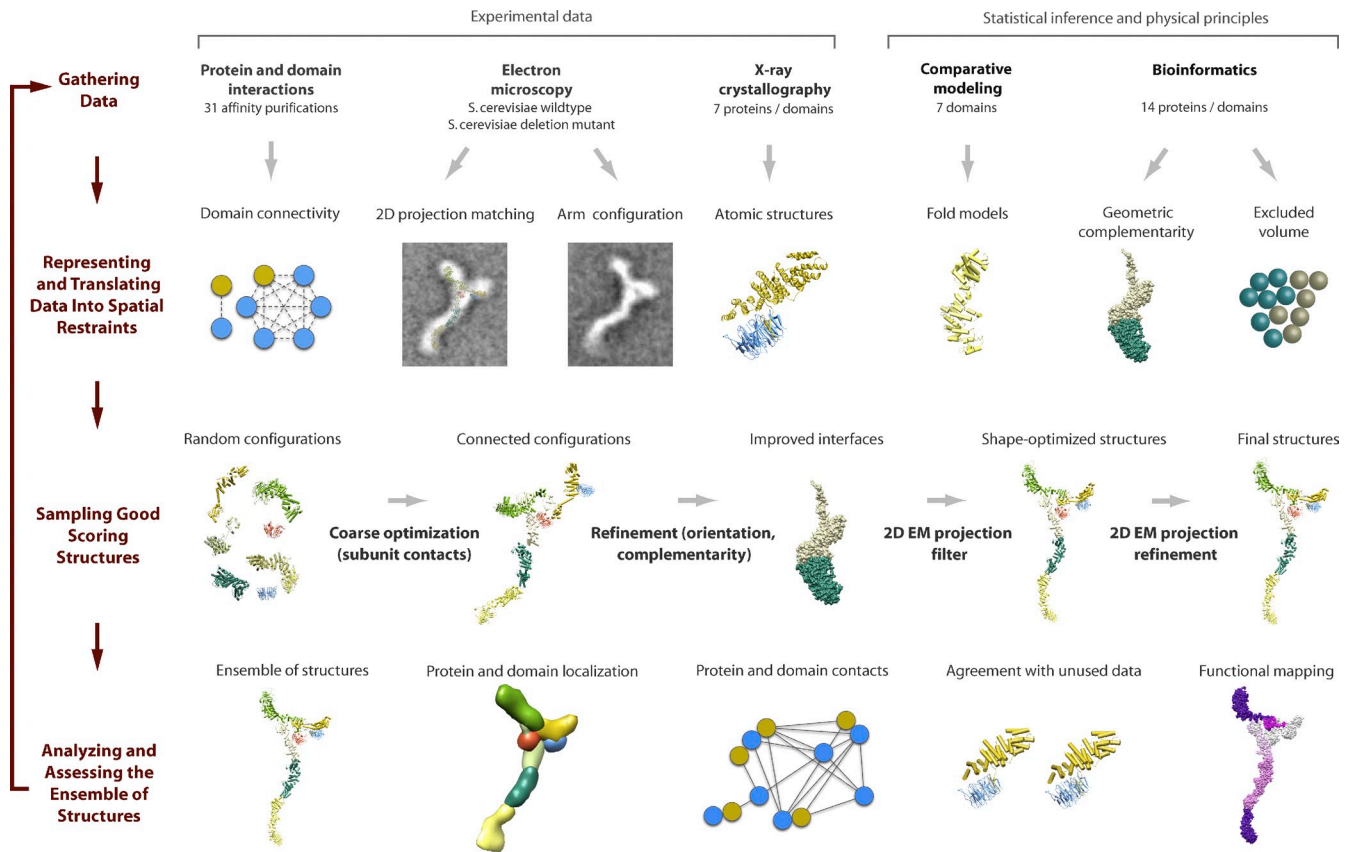 Experimental data
Statistical inference and physical principles
Gathering
Data
Protein and domain
interactions
31 affinity purifications
Electron
microscopy
S. cerevisiae wildtype
S. cerevisiae deletion mutant
X-ray
crystallography
7 proteins / domains
Comparative
modeling
7 domains
Bioinformatics
14 proteins / domains
Representing
and Translating
Data Into Spatial
Restraints
Domain connectivity
2D projection matching
Arm configuration
Atomic structures
Fold models
Geometric
complementarity
Excluded
volume
Sampling Good
Scoring
Structures
Random configurations
Coarse optimization
(subunit contacts)
Connected configurations
Refinement (orientation,
complementarity)
Improved interfaces
2D EM projection
filter
Shape-optimized structures
2D EM projection
refinement
Final structures
Analyzing and
Assessing the
Ensemble of
Structures
Ensemble of structures
Protein and domain localization
Protein and domain contacts
Agreement with unused data
Functional mapping